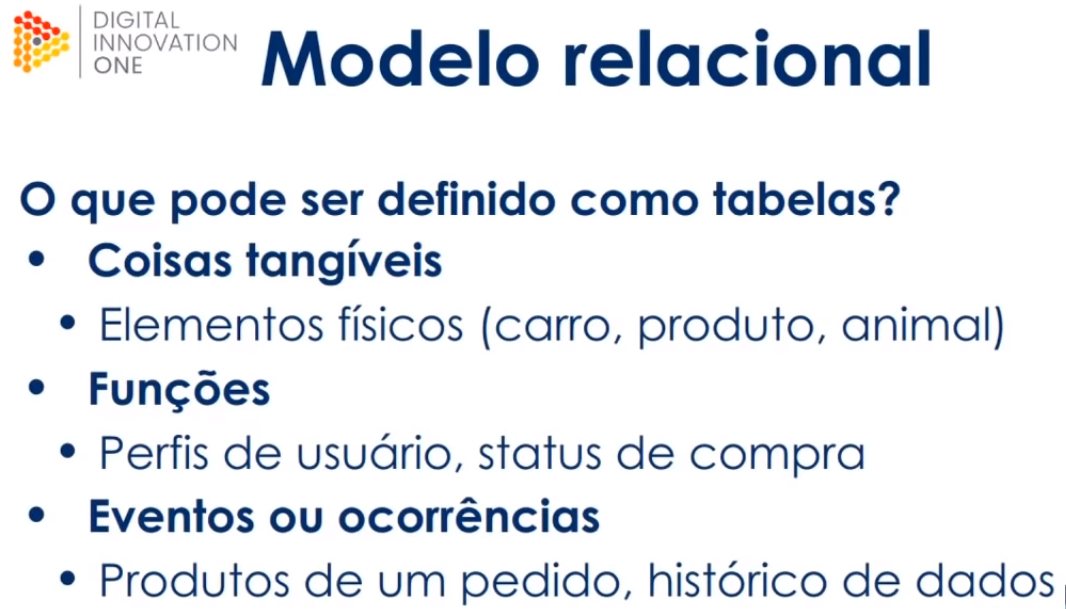 DIGITAL
INNOVATION
ONE
Modelo relacional
O que pode ser definido como tabelas?
• Coisas tangíveis
• Elementos físicos (carro, produto, animal)
• Funções
• Perfis de usuário, status de compra
• Eventos ou ocorrências
• Produtos de um pedido, histórico de dados